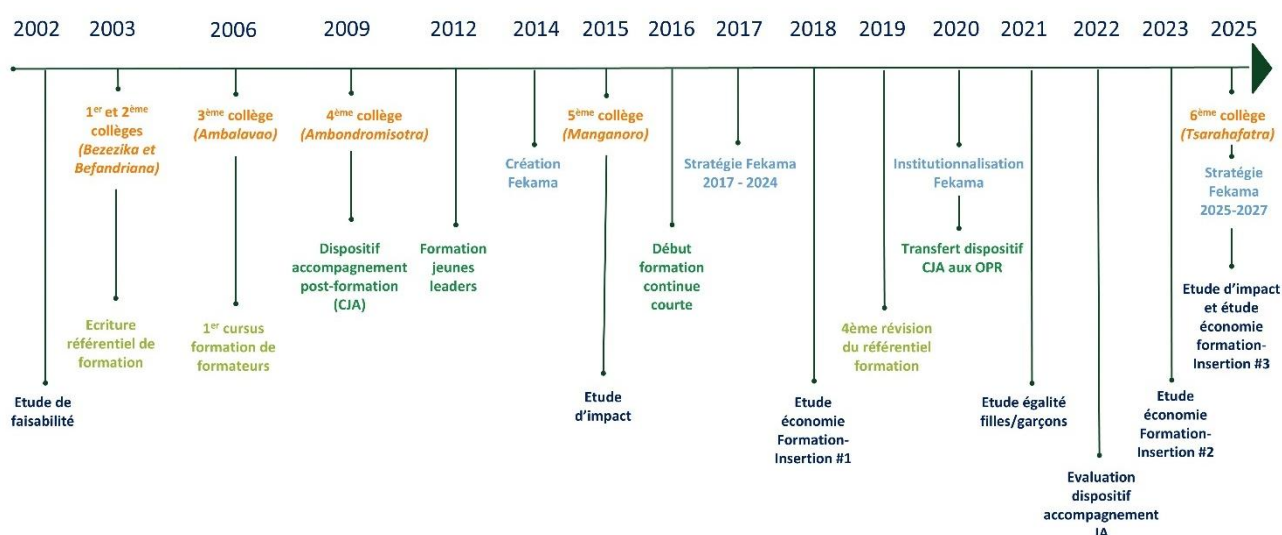 2002 2003 2006 2009 2012 2014 2015 2016 2017 2018 2019 2020 2021 2022 2023 2025
1er et 2ème
collèges
(Bezezika et
Befandriana)
3ème collège
(Ambalavao)
4ème collège
(Ambondromisotra)
5ème collège
(Manganoro)
6ème collège
(Tsarahafatra)
Création
Fekama
Stratégie Fekama
2017 - 2024
Institutionnalisation
Fekama
Stratégie
Fekama
2025-2027
Dispositif
accompagnement
post-formation
(CJA)
Formation
jeunes
leaders
Début
formation
continue
courte
Transfert dispositif
CJA aux OPR
Ecriture
référentiel de
formation
1er cursus
formation de
formateurs
4ème révision
du référentiel
formation
Etude d'impact
et étude
économie
formation-
Insertion #3
Etude de
faisabilité
Etude
d'impact
Etude
économie
Formation-
Insertion #1
Etude égalité
filles/garçons
Etude
économie
Formation-
Insertion #2
Evaluation
dispositif
accompagnement
JA